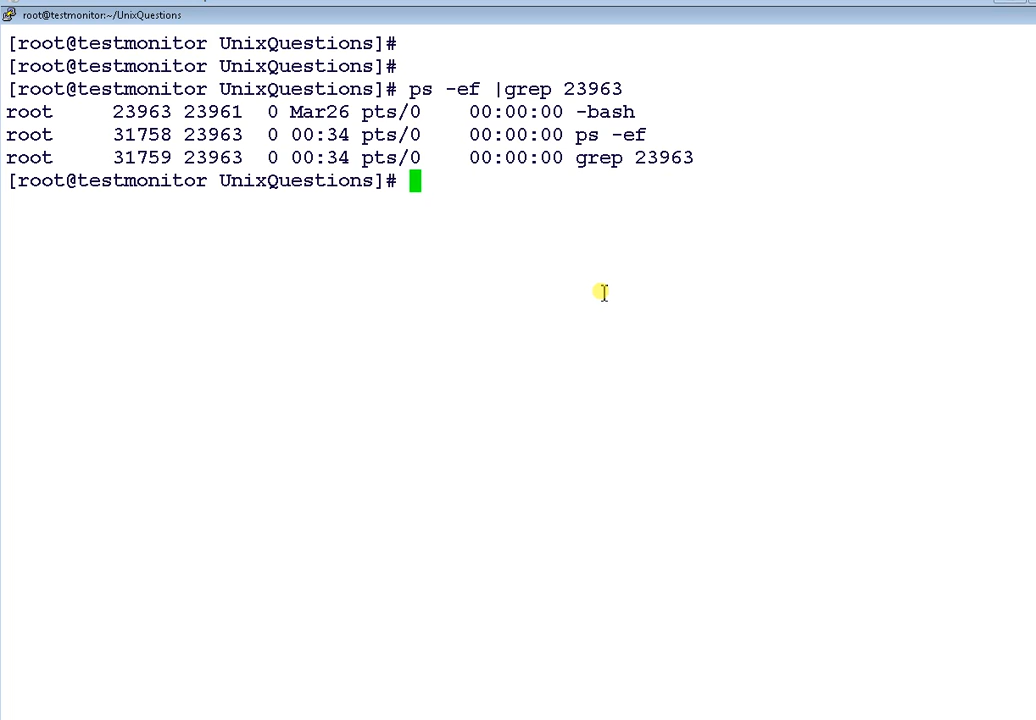 root@testmonitor:~/UnixQuestions
[root@testmonitor UnixQuestions]#
[root@testmonitor UnixQuestions]#
[root@testmonitor UnixQuestions]# ps -ef |grep 23963
root     23963 23961  0 Mar26 pts/0    00:00:00 -bash
root     31758 23963  0 00:34 pts/0    00:00:00 ps -ef
root     31759 23963  0 00:34 pts/0    00:00:00 grep 23963
[root@testmonitor UnixQuestions]#